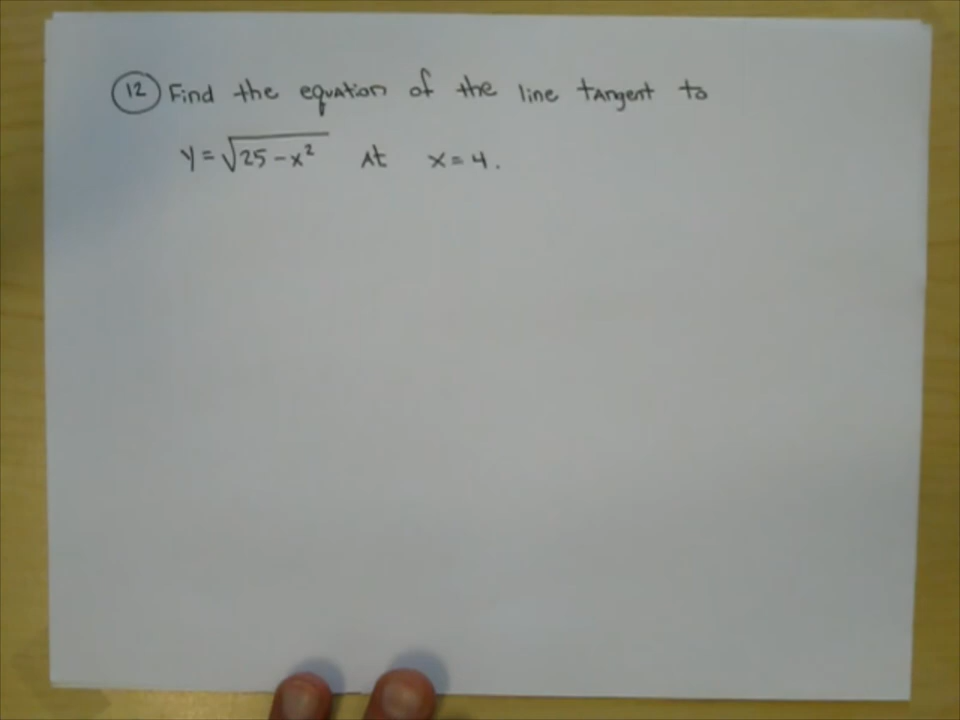 ⑫ Find the equation of the line tangent to
y = √(25 - x²) at x = 4.